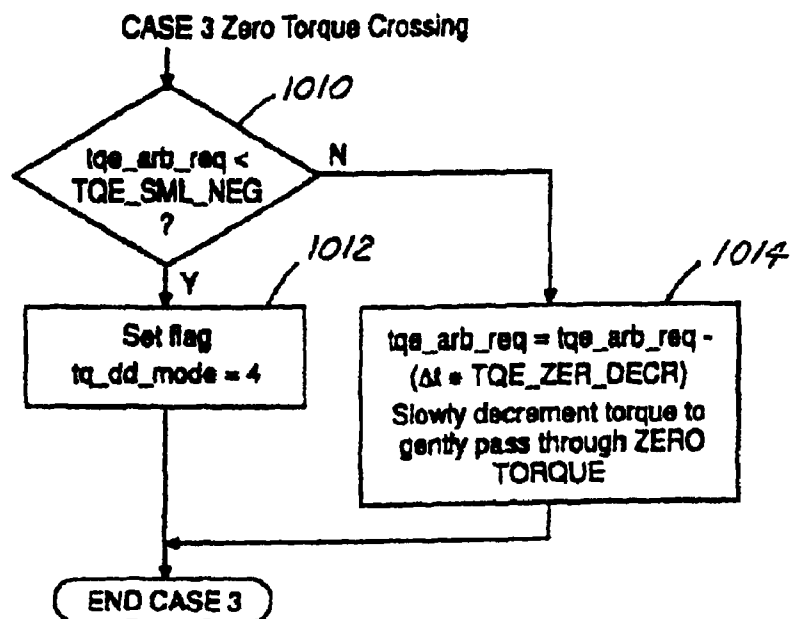 CASE 3 Zero Torque Crossing
1010
tqe_arb_req <
TQE_SML_NEG
?
N
Y
1012
Set flag
tq_dd_mode = 4
1014
tqe_arb_req = tqe_arb_req -
(Δt * TQE_ZER_DECR)
Slowly decrement torque to
gently pass through ZERO
TORQUE
END CASE 3